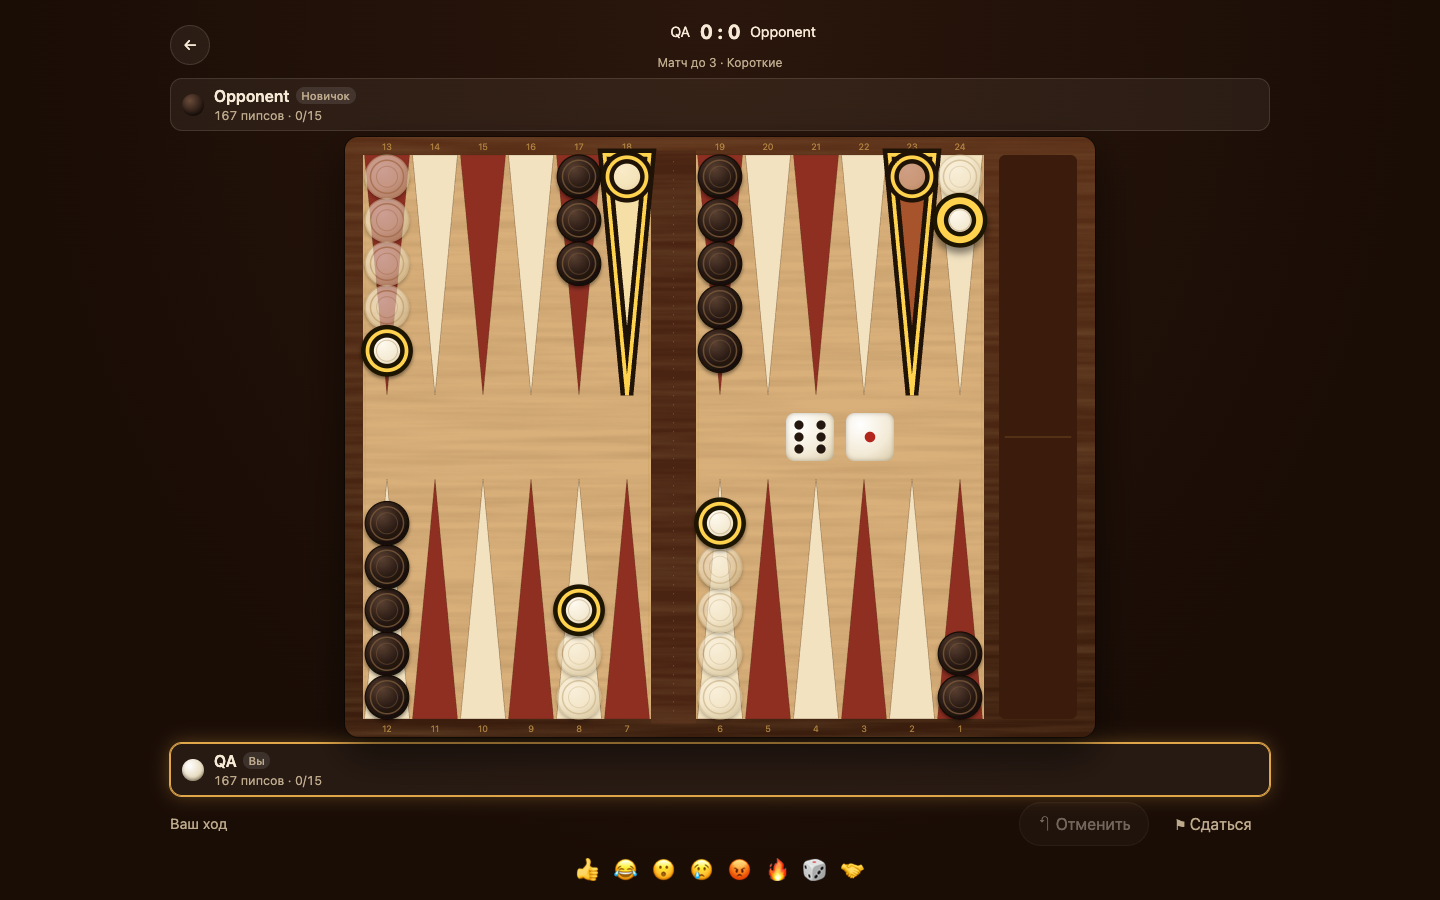 QA 0 : 0 Opponent
Матч до 3 · Короткие
Opponent Новичок
167 пипсов · 0/15
13 14 15 16 17 18 19 20 21 22 23 24
12 11 10 9 8 7 6 5 4 3 2 1
QA Вы
167 пипсов · 0/15
Ваш ход
Отменить
Сдаться